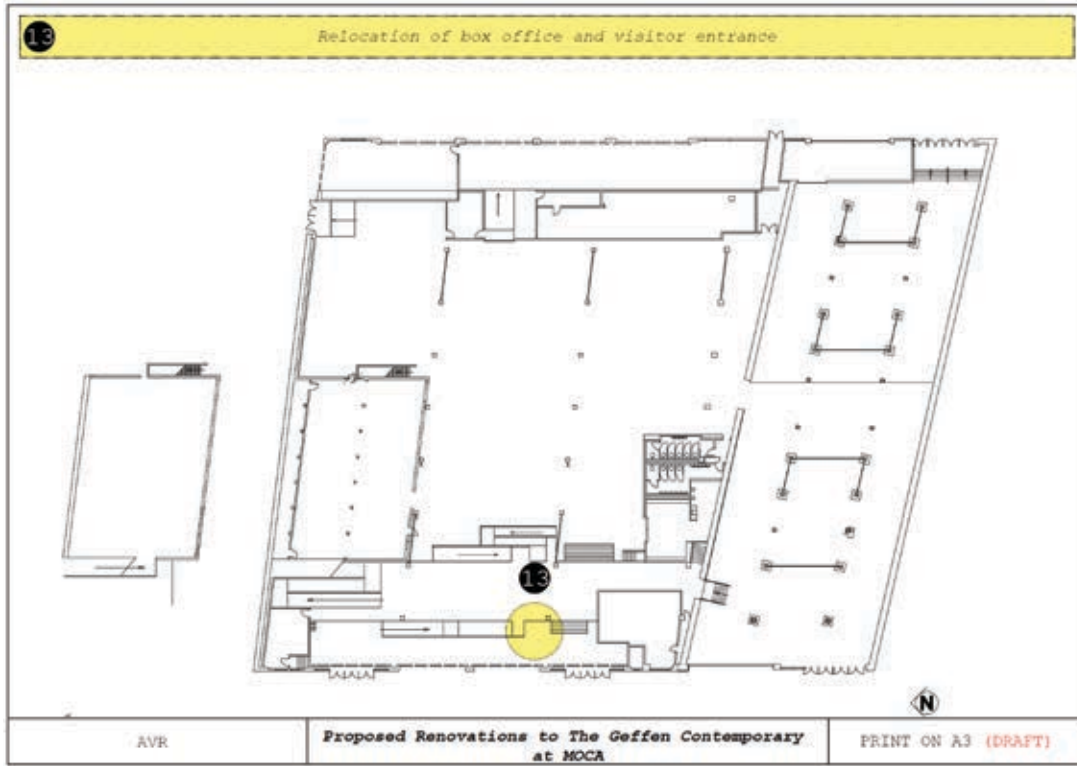 13
Relocation of box office and visitor entrance
13
N
AVR
Proposed Renovations to The Geffen Contemporary
at MOCA
PRINT ON A3 (DRAFT)